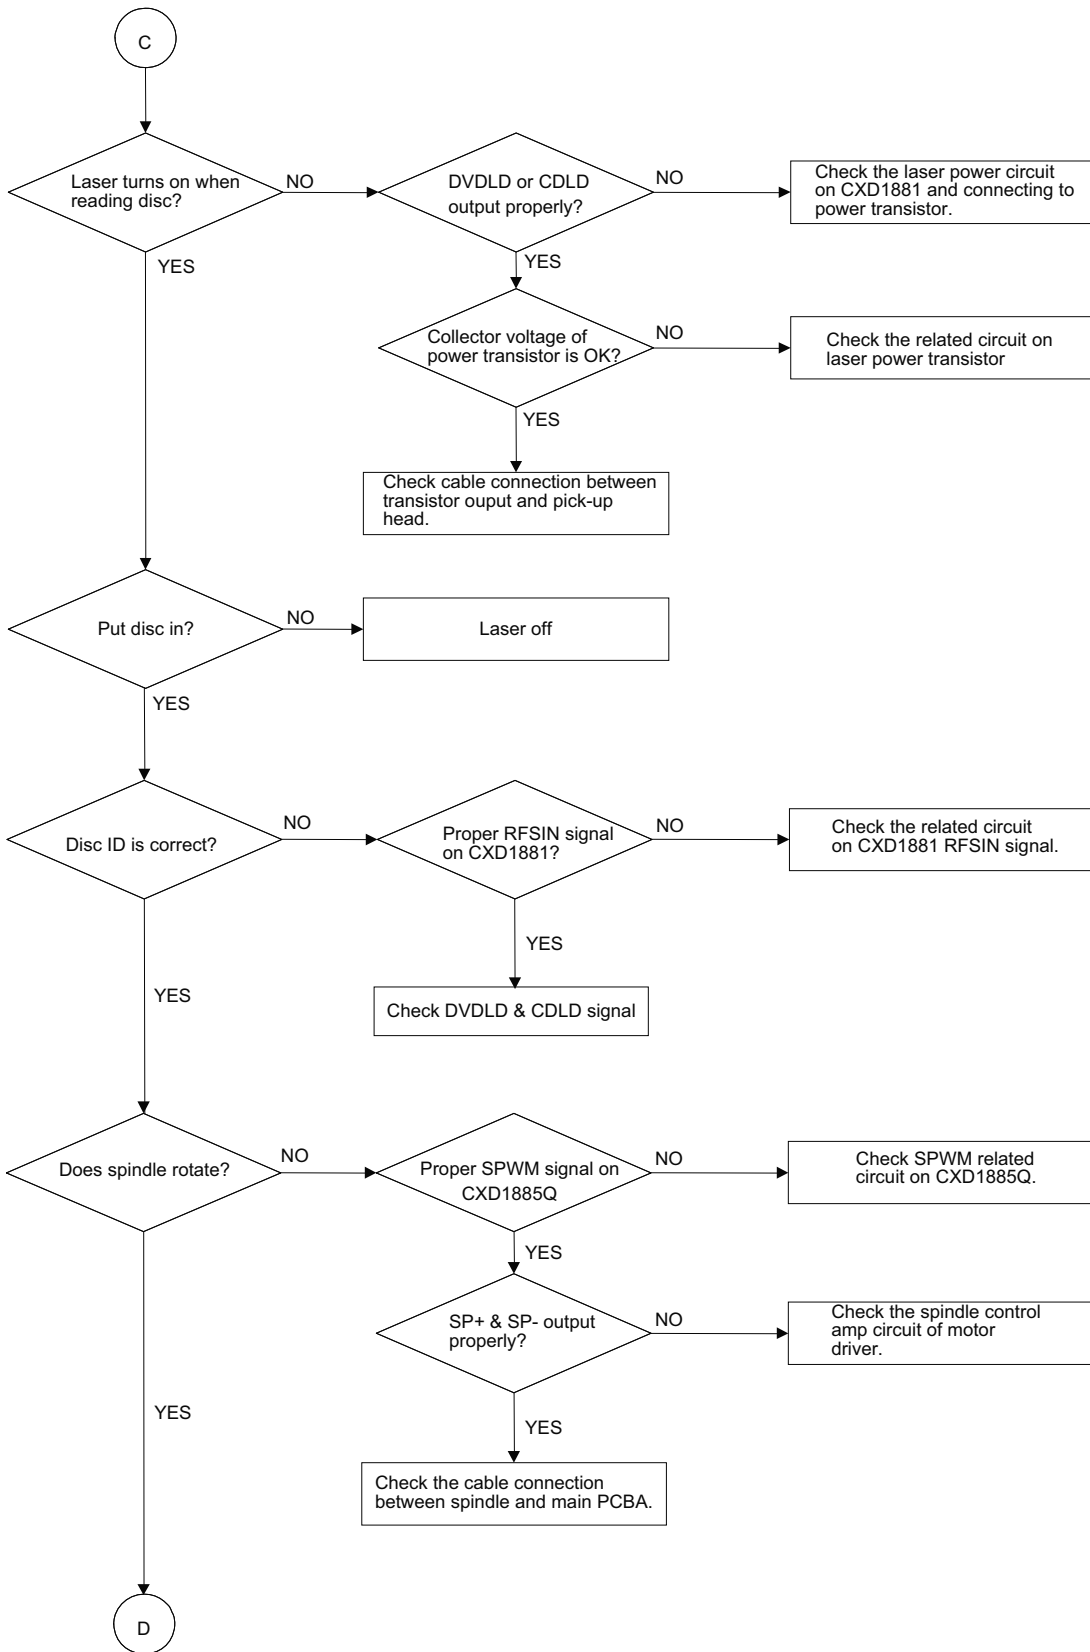 C
Laser turns on when
reading disc?
NO
DVDLD or CDLD
output properly?
NO
Check the laser power circuit
on CXD1881 and connecting to
power transistor.
YES
YES
Collector voltage of
power transistor is OK?
NO
Check the related circuit on
laser power transistor
YES
Check cable connection between
transistor ouput and pick-up
head.
Put disc in?
NO
Laser off
YES
Disc ID is correct?
NO
Proper RFSIN signal
on CXD1881?
NO
Check the related circuit
on CXD1881 RFSIN signal.
YES
YES
Check DVDLD & CDLD signal
Does spindle rotate?
NO
Proper SPWM signal on
CXD1885Q
NO
Check SPWM related
circuit on CXD1885Q.
YES
SP+ & SP- output
properly?
NO
Check the spindle control
amp circuit of motor
driver.
YES
YES
Check the cable connection
between spindle and main PCBA.
D